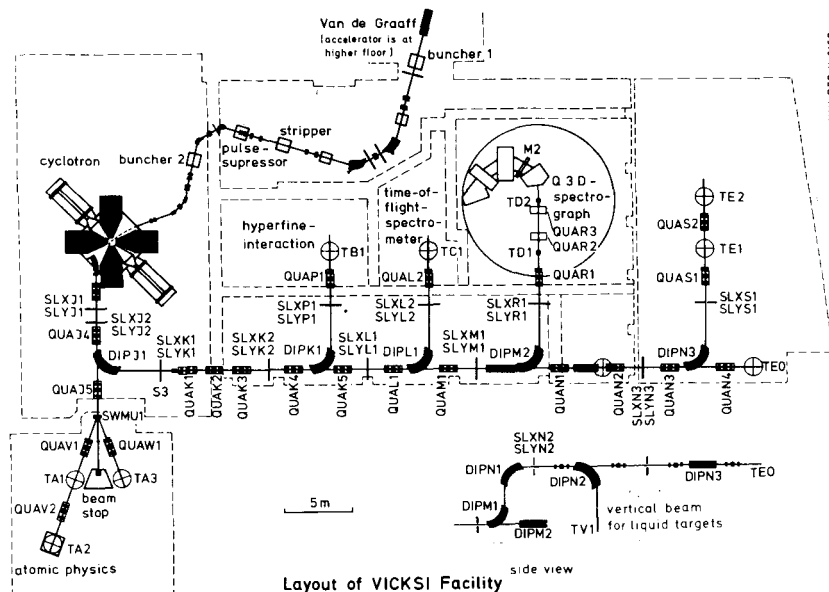 Van de Graaff
(accelerator is at
higher floor)
buncher 1
stripper
pulse-
supressor
buncher 2
cyclotron
M2
Q 3D-
spectro-
graph
TD2
QUAR3
QUAR2
TD1
QUAR1
time-of-
flight-
spectro-
meter
hyperfine-
interaction
TB1
TC1
TE2
QUAS2
TE1
QUAS1
QUAP1
QUAL2
SLXJ1
SLYJ1
SLXJ2
SLYJ2
QUAJ4
SLXP1
SLYP1
SLXL2
SLYL2
SLXR1
SLYR1
SLXS1
SLYS1
SLXK1
SLYK1
SLXK2
SLYK2
SLXL1
SLYL1
SLXM1
SLYM1
DIPJ1
DIPK1
DIPL1
DIPM2
DIPN3
TE0
S3
QUAK1
QUAK2
QUAK3
QUAK4
QUAK5
QUAL1
QUAM1
QUAN1
QUAN2
SLXN3
SLYN3
QUAN3
QUAN4
QUAJ5
SWMU1
QUAV1
QUAW1
TA1
TA3
beam
stop
QUAV2
TA2
atomic physics
5m
SLXN2
SLYN2
DIPN1
DIPN2
DIPN3
TE0
DIPM1
DIPM2
TV1
vertical beam
for liquid targets
side view
Layout of VICKSI Facility